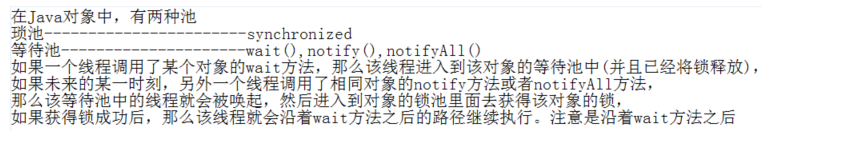 在Java对象中，有两种池
琐池-----------------------synchronized
等待池---------------------wait(),notify(),notifyAll()
如果一个线程调用了某个对象的wait方法，那么该线程进入到该对象的等待池中(并且已经将锁释放)，
如果未来的某一时刻，另外一个线程调用了相同对象的notify方法或者notifyAll方法，
那么该等待池中的线程就会被唤起，然后进入到对象的锁池里面去获得该对象的锁，
如果获得锁成功后，那么该线程就会沿着wait方法之后的路径继续执行。注意是沿着wait方法之后